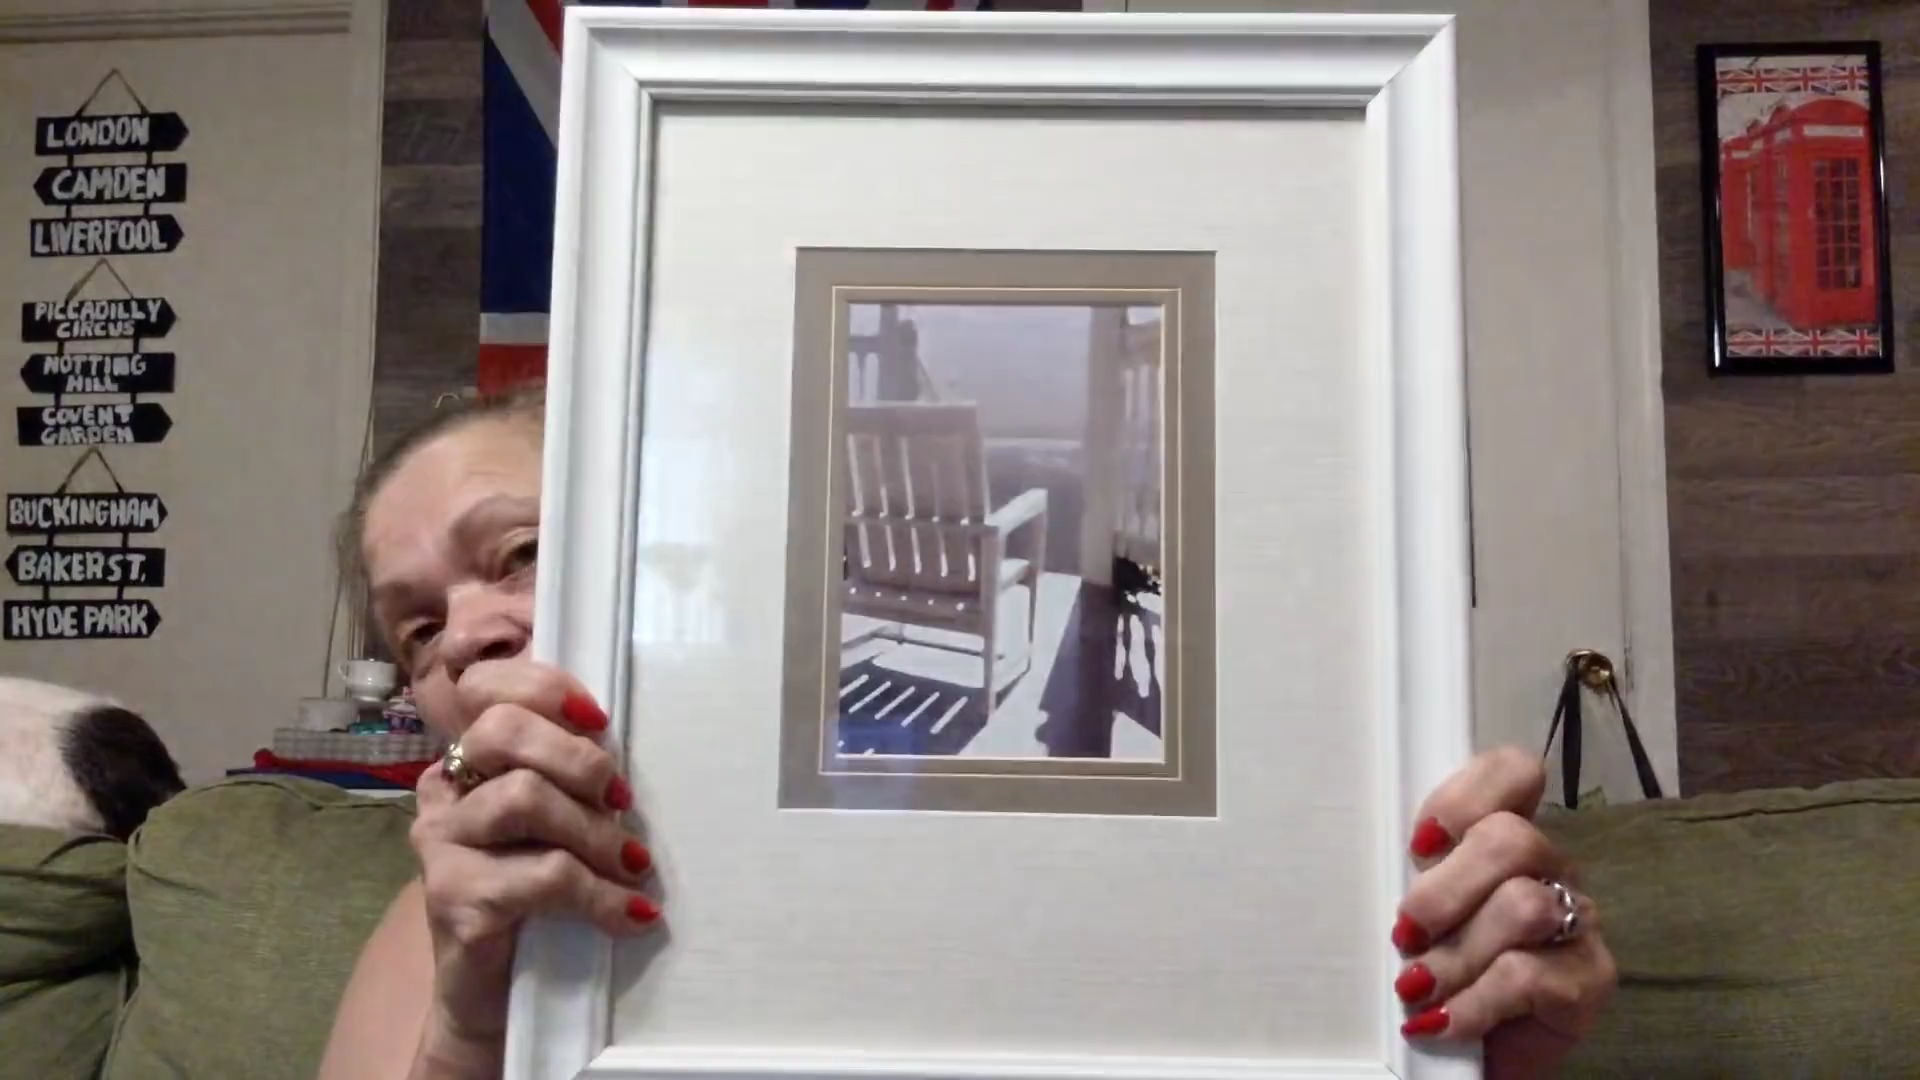 LONDON
CAMDEN
LIVERPOOL
PICCADILLY
CIRCUS
NOTTING
HILL
COVENT
GARDEN
BUCKINGHAM
BAKER ST.
HYDE PARK